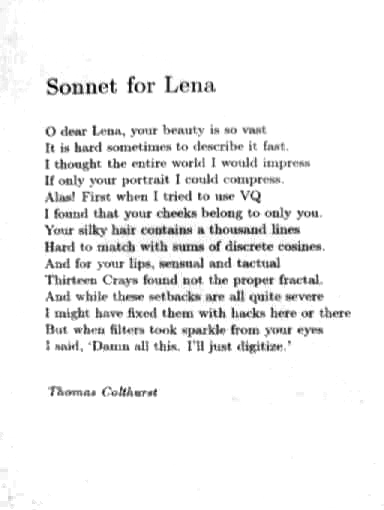 Sonnet for Lena
O dear Lena, your beauty is so vast
It is hard sometimes to describe it fast.
I thought the entire world I would impress
If only your portrait I could compress.
Alas! First when I tried to use VQ
I found that your cheeks belong to only you.
Your silky hair contains a thousand lines
Hard to match with sums of discrete cosines.
And for your lips, sensual and tactual
Thirteen Crays found not the proper fractal.
And while these setbacks are all quite severe
I might have fixed them with hacks here or there
But when filters took sparkle from your eyes
I said, ‘Damn all this. I'll just digitize.’
Thomas Colthurst